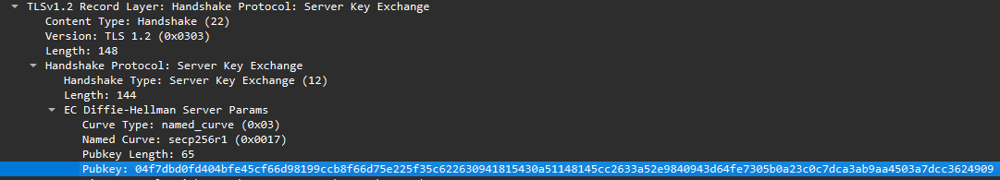 TLSv1.2 Record Layer: Handshake Protocol: Server Key Exchange
Content Type: Handshake (22)
Version: TLS 1.2 (0x0303)
Length: 148
Handshake Protocol: Server Key Exchange
Handshake Type: Server Key Exchange (12)
Length: 144
EC Diffie-Hellman Server Params
Curve Type: named_curve (0x03)
Named Curve: secp256r1 (0x0017)
Pubkey Length: 65
Pubkey: 04f7dbd0fd404bfe45cf66d98199ccb8f66d75e225f35c622630941815430a51148145cc2633a52e9840943d64fe7305b0a23c0c7dca3ab9aa4503a7dcc3624909